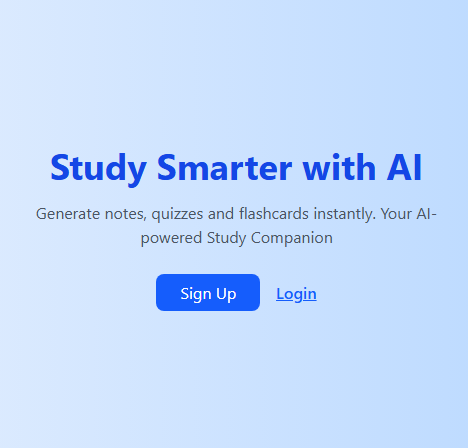 Study Smarter with AI
Generate notes, quizzes and flashcards instantly. Your AI-
powered Study Companion
Sign Up
Login